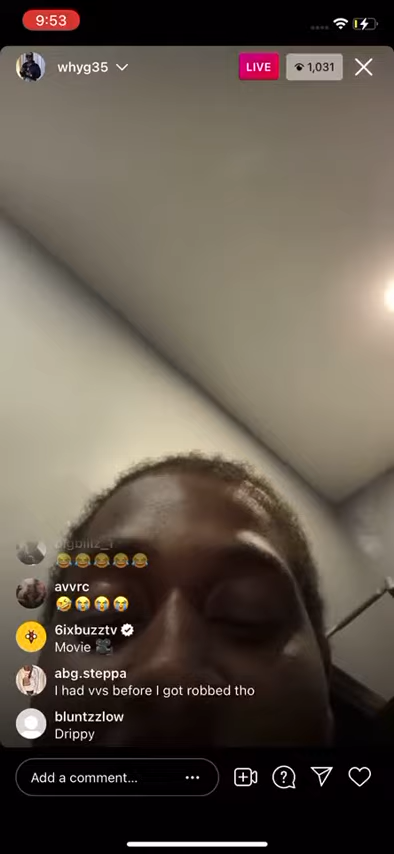 9:53
whyg35
LIVE
1,031
😂😂😂😂😂
avvrc
🤣😭😭😭
6ixbuzztv
Movie 🎥
abg.steppa
I had vvs before I got robbed tho
bluntzzlow
Drippy
Add a comment...